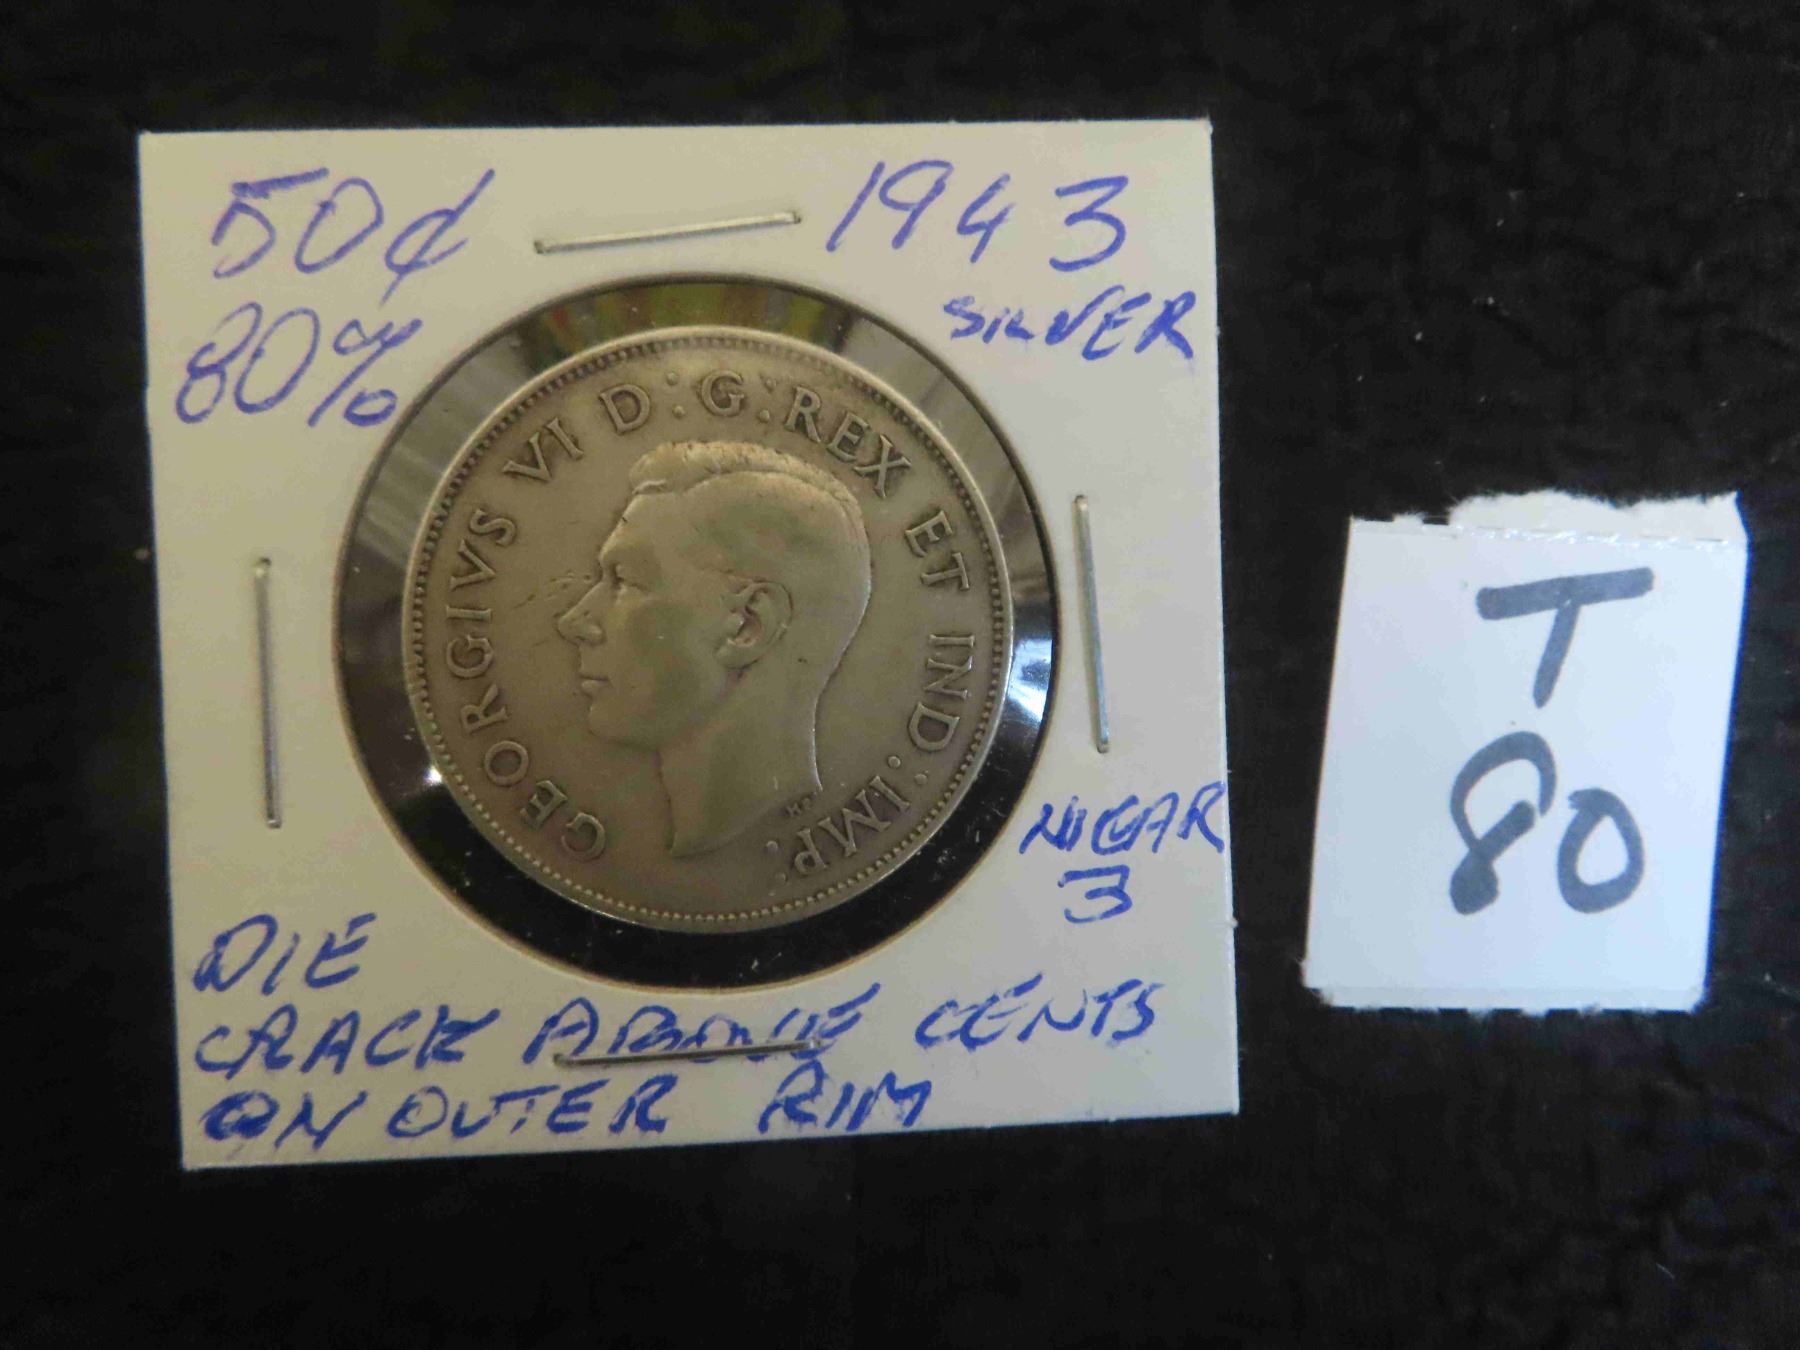 50¢ 1943
80% SILVER
GEORGIVS VI D:G:REX ET IND:IMP:
HP
3
DIE
CRACK ABOVE CENTS
ON OUTER RIM
T
80